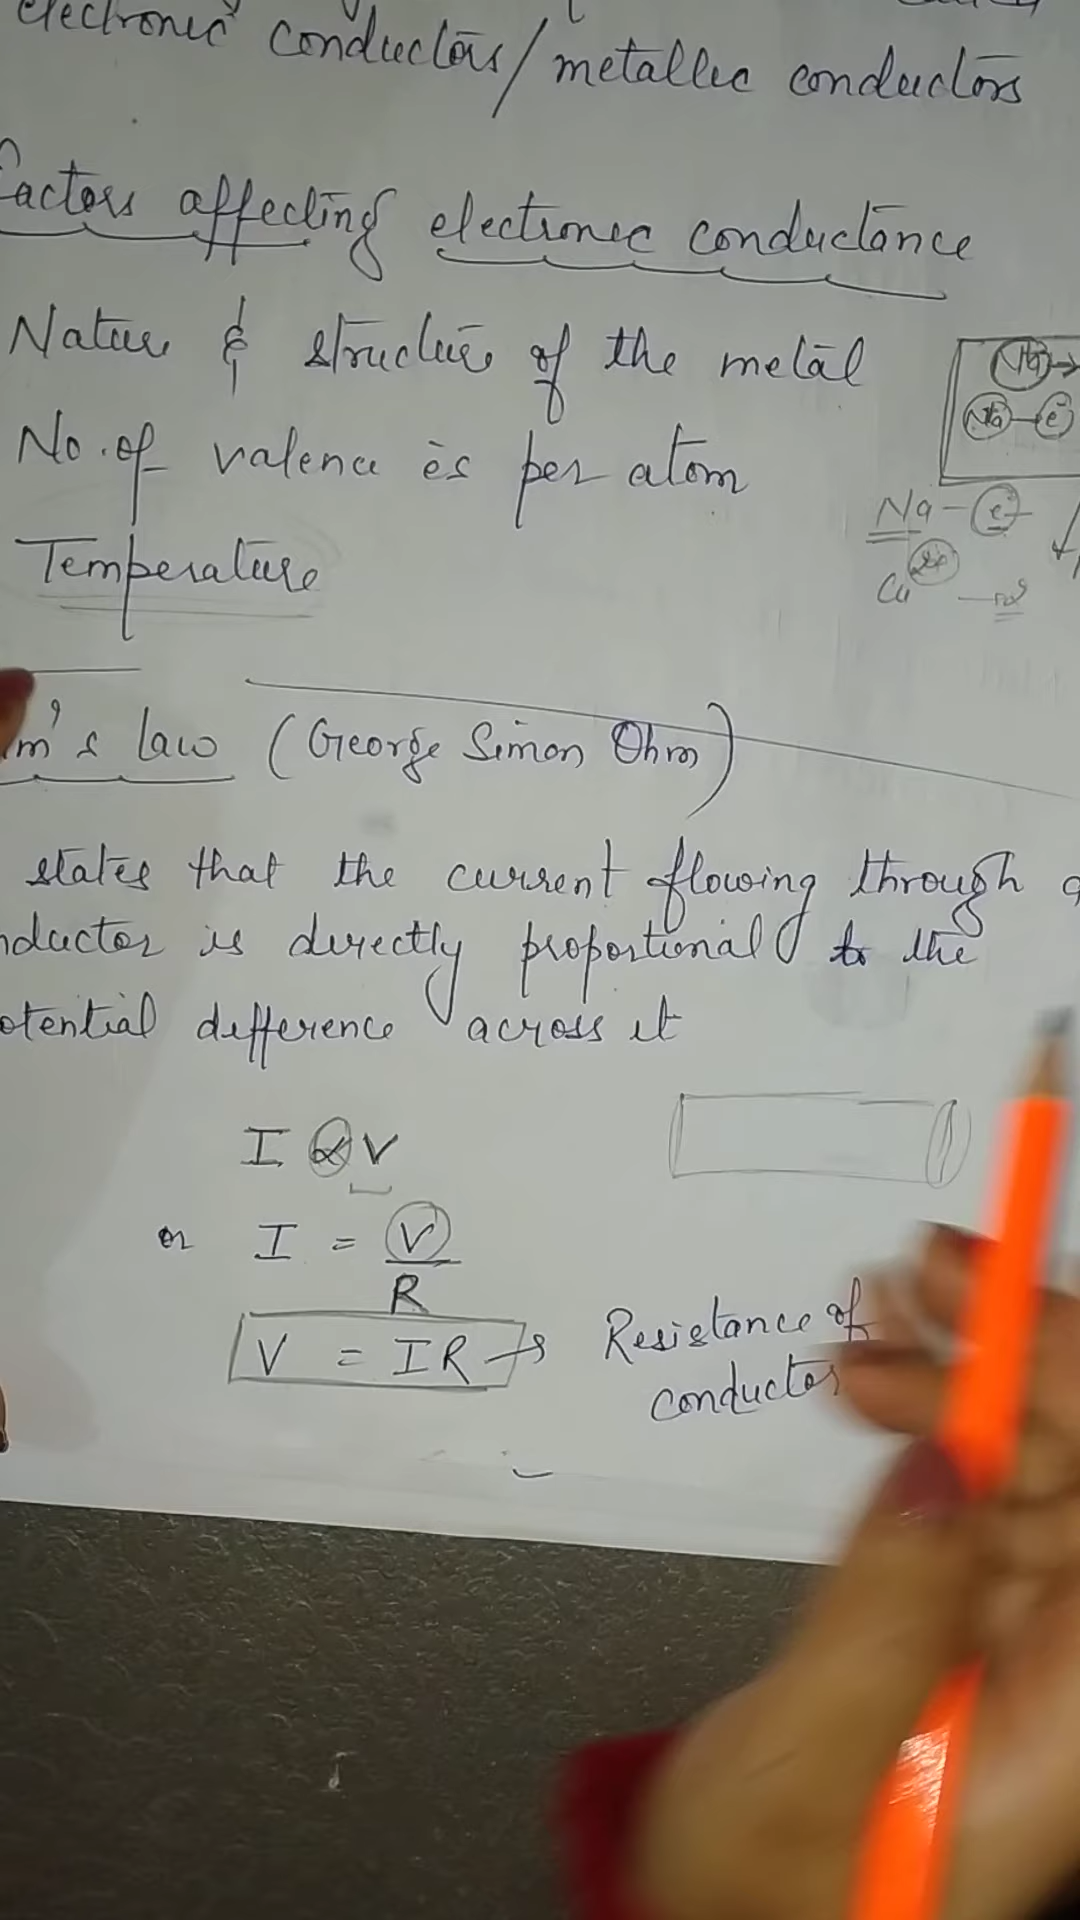 electronic conductors/metallic conductors
Factors affecting electronic conductance
Nature & structure of the metal
No. of valence es per atom
Temperature
Na
Na e
Na - e
Cu
m's law (George Simon Ohm)
states that the current flowing through a
nductor is directly proportional to the
otential difference across it
I ∝ V
or I = V
R
V = IR → Resistance of
conductor